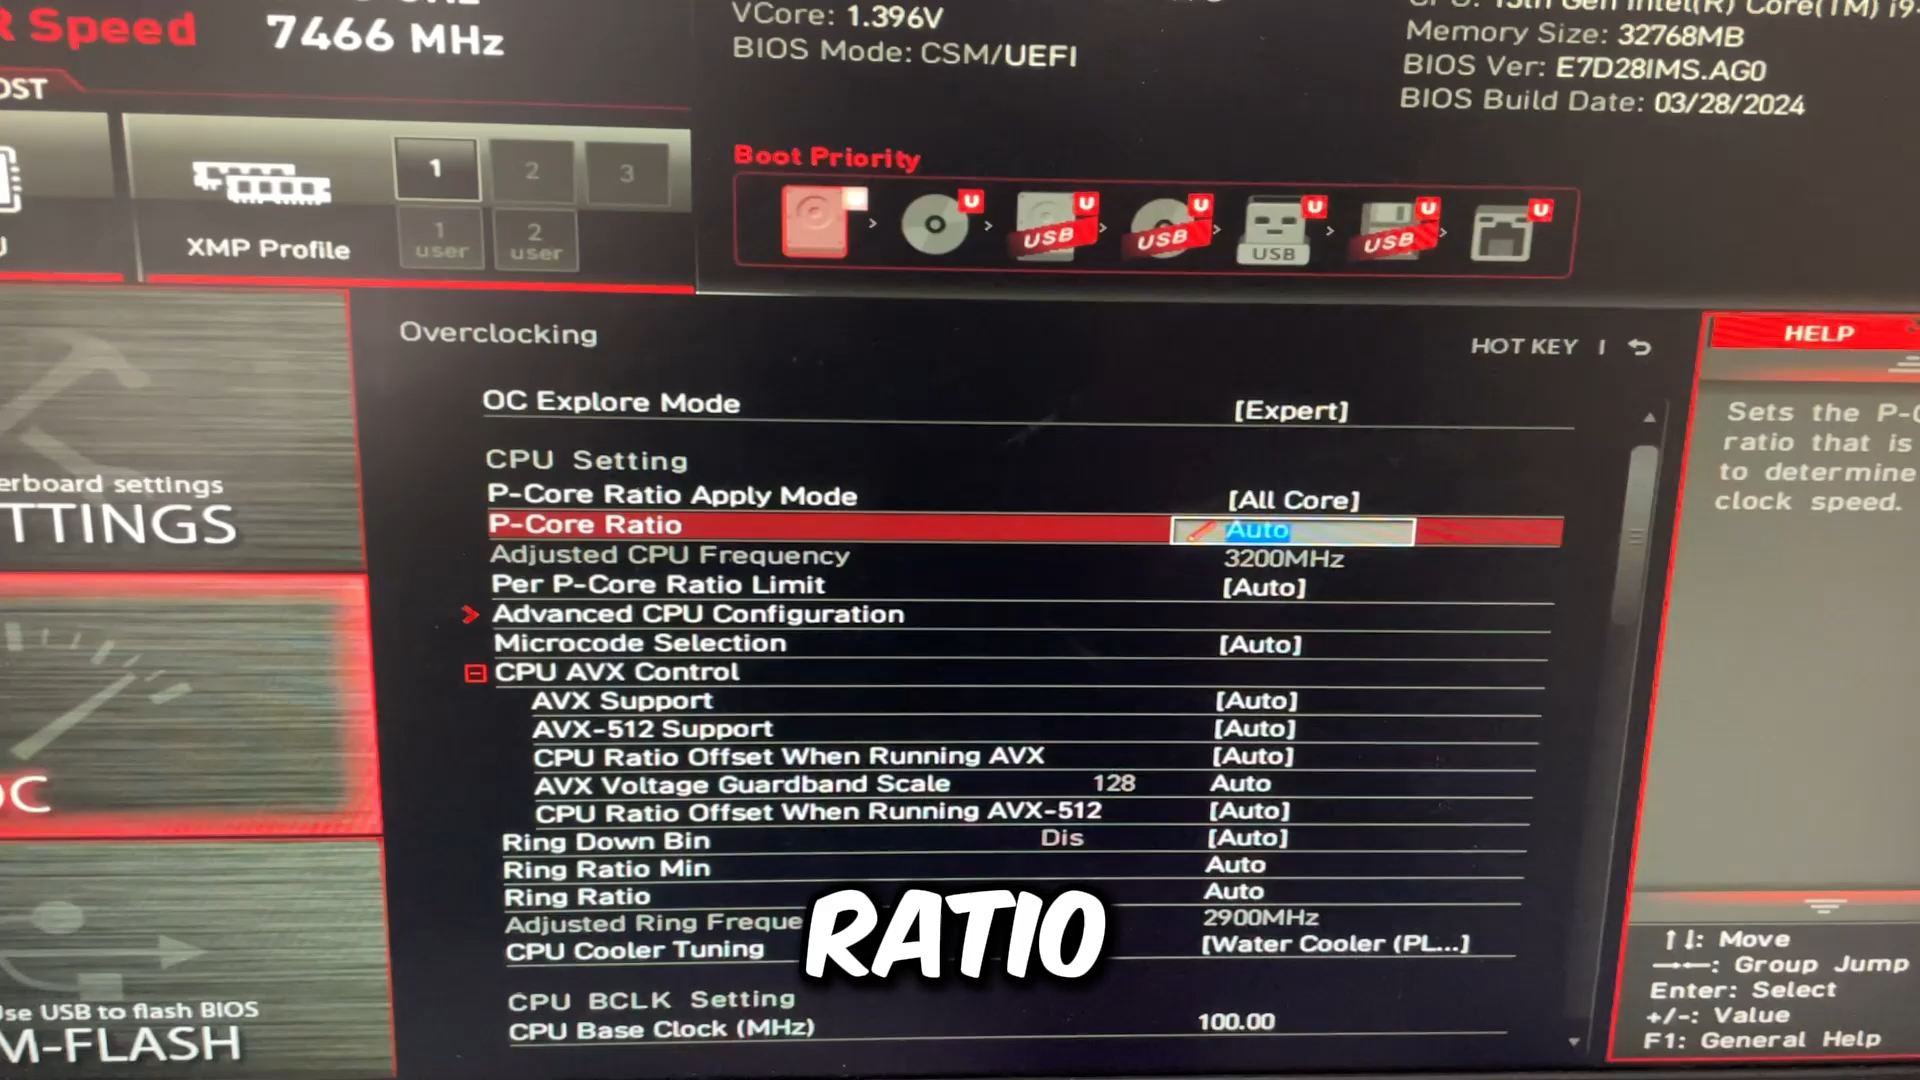 R Speed
7466 MHz
VCore: 1.396V
BIOS Mode: CSM/UEFI
CPU: 13th Gen Intel(R) Core(TM) i9-
Memory Size: 32768MB
BIOS Ver: E7D28IMS.AG0
BIOS Build Date: 03/28/2024
OST
U
XMP Profile
1
2
3
1
user
2
user
Boot Priority
U
U
USB
U
USB
U
USB
U
USB
U
Overclocking
HOT KEY
HELP
OC Explore Mode [Expert]
CPU Setting
P-Core Ratio Apply Mode [All Core]
P-Core Ratio Auto
Adjusted CPU Frequency 3200MHz
Per P-Core Ratio Limit [Auto]
> Advanced CPU Configuration
Microcode Selection [Auto]
CPU AVX Control
AVX Support [Auto]
AVX-512 Support [Auto]
CPU Ratio Offset When Running AVX [Auto]
AVX Voltage Guardband Scale 128 Auto
CPU Ratio Offset When Running AVX-512 [Auto]
Ring Down Bin Dis [Auto]
Ring Ratio Min Auto
Ring Ratio Auto
Adjusted Ring Freque 2900MHz
CPU Cooler Tuning [Water Cooler (PL...]
CPU BCLK Setting
CPU Base Clock (MHz) 100.00
RATIO
erboard settings
TTINGS
OC
Use USB to flash BIOS
M-FLASH
Sets the P-C
ratio that is
to determine
clock speed.
↑↓: Move
→←: Group Jump
Enter: Select
+/-: Value
F1: General Help